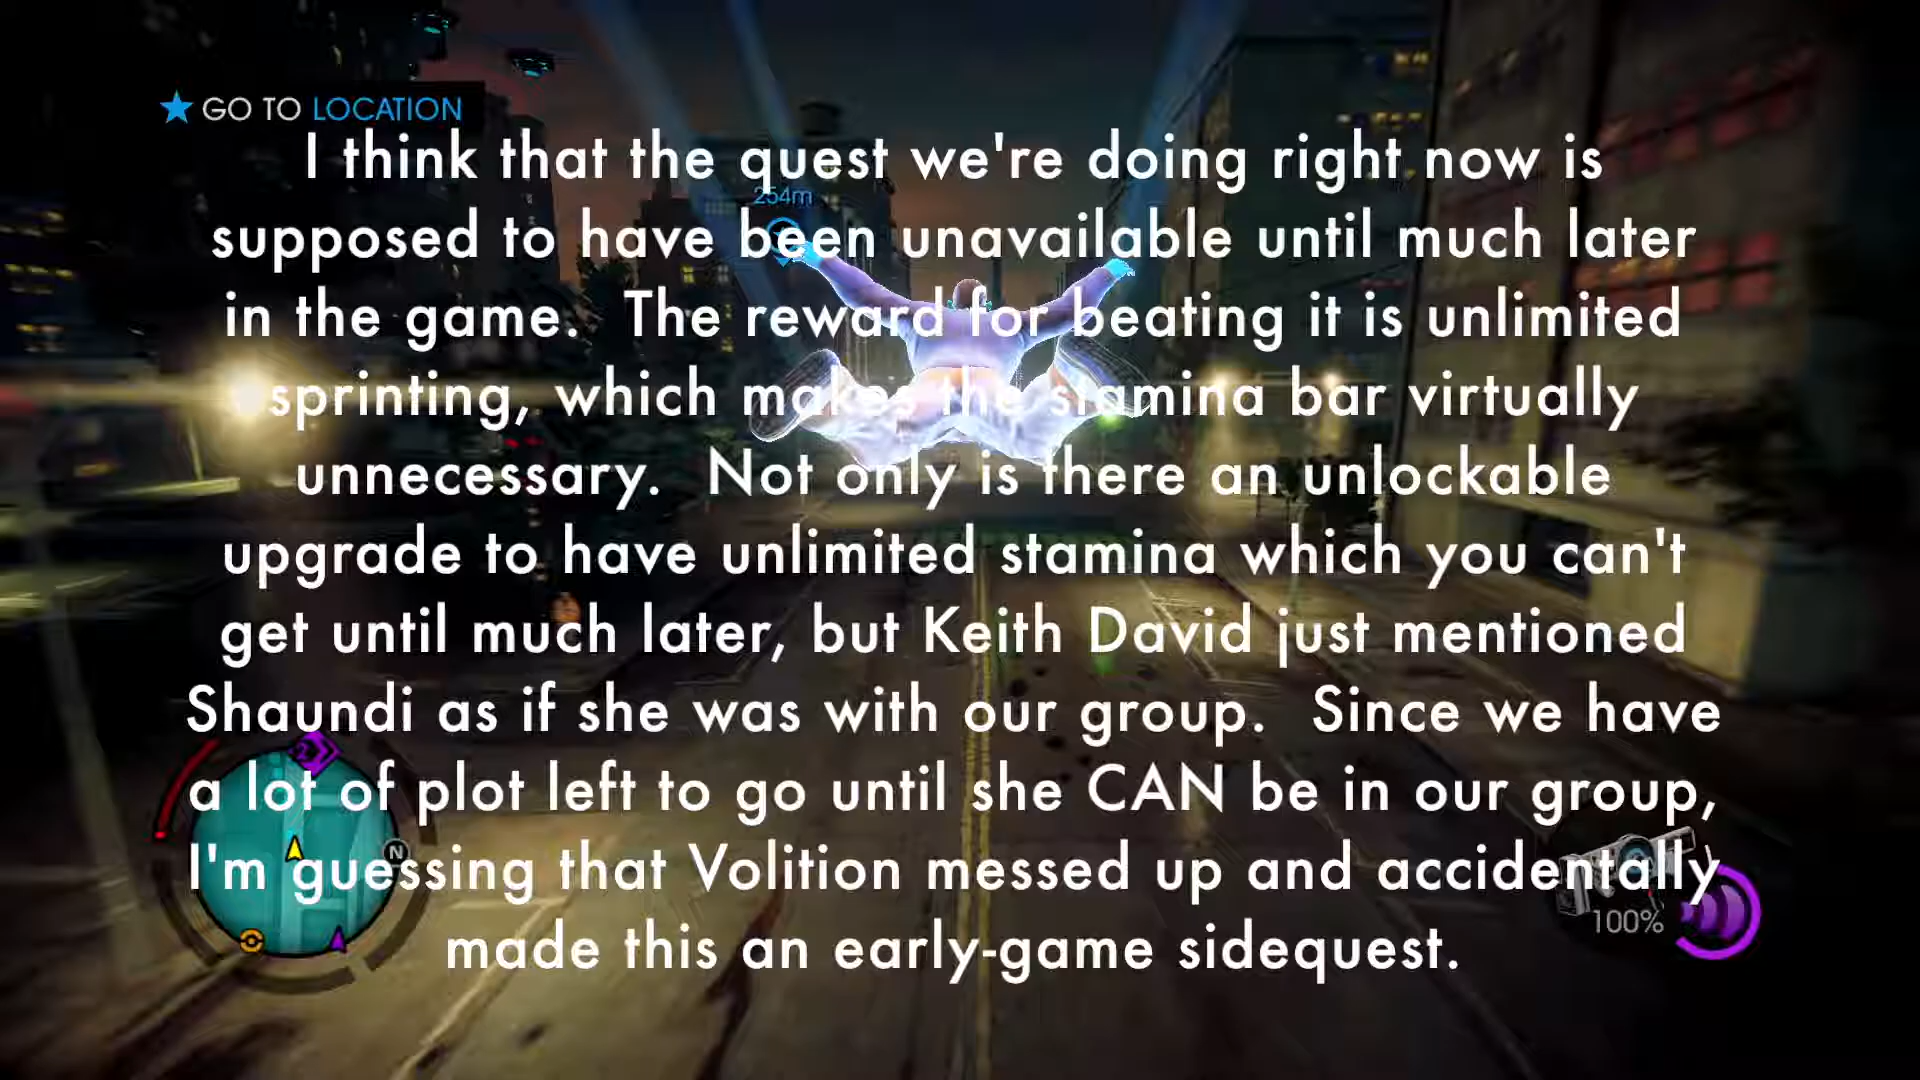 GO TO LOCATION
I think that the quest we're doing right now is
254m
supposed to have been unavailable until much later
in the game. The reward for beating it is unlimited
sprinting, which makes the stamina bar virtually
unnecessary. Not only is there an unlockable
upgrade to have unlimited stamina which you can't
get until much later, but Keith David just mentioned
Shaundi as if she was with our group. Since we have
2
a lot of plot left to go until she CAN be in our group,
N
I'm guessing that Volition messed up and accidentally
100%
made this an early-game sidequest.